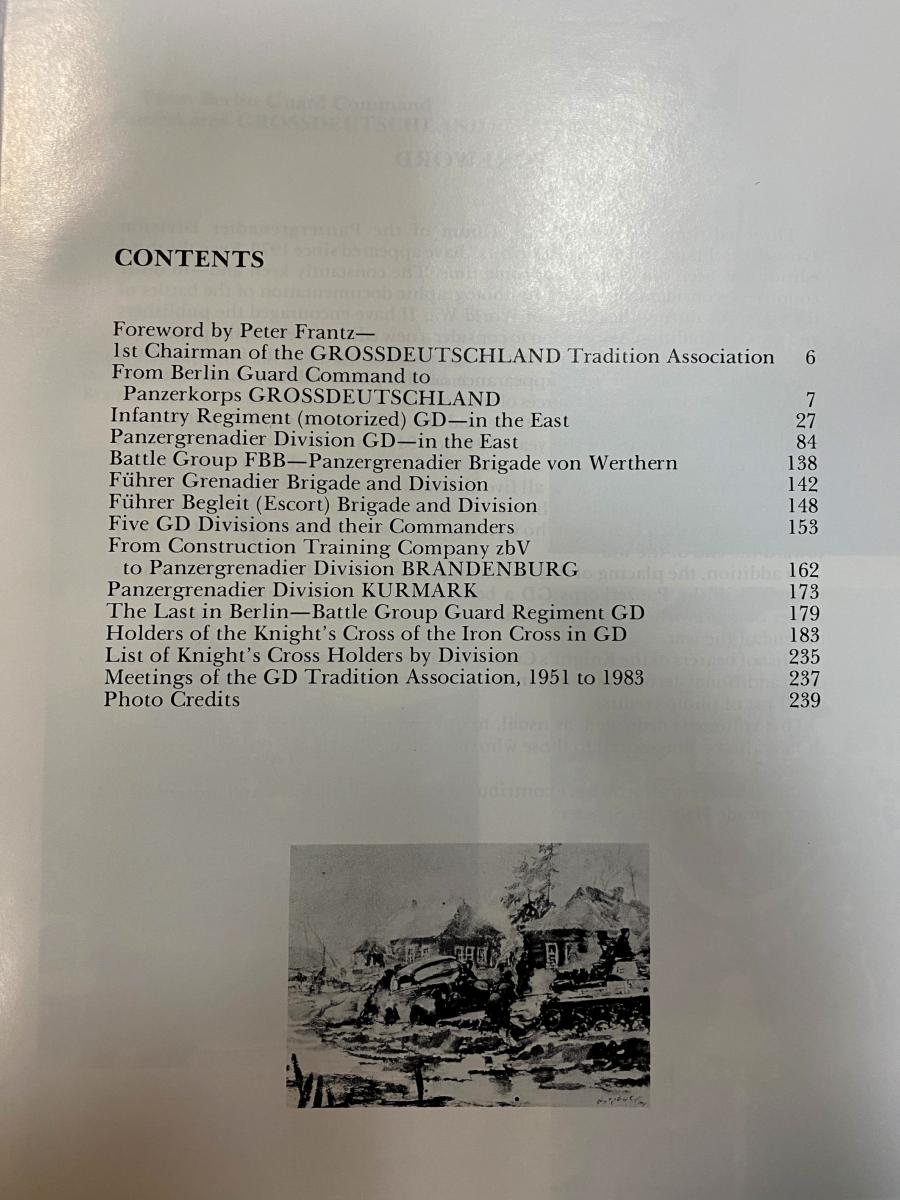 CONTENTS
Foreword by Peter Frantz—
1st Chairman of the GROSSDEUTSCHLAND Tradition Association 6
From Berlin Guard Command to
Panzerkorps GROSSDEUTSCHLAND 7
Infantry Regiment (motorized) GD—in the East 27
Panzergrenadier Division GD—in the East 84
Battle Group FBB—Panzergrenadier Brigade von Werthern 138
Führer Grenadier Brigade and Division 142
Führer Begleit (Escort) Brigade and Division 148
Five GD Divisions and their Commanders 153
From Construction Training Company zbV
to Panzergrenadier Division BRANDENBURG 162
Panzergrenadier Division KURMARK 173
The Last in Berlin—Battle Group Guard Regiment GD 179
Holders of the Knight's Cross of the Iron Cross in GD 183
List of Knight's Cross Holders by Division 235
Meetings of the GD Tradition Association, 1951 to 1983 237
Photo Credits 239